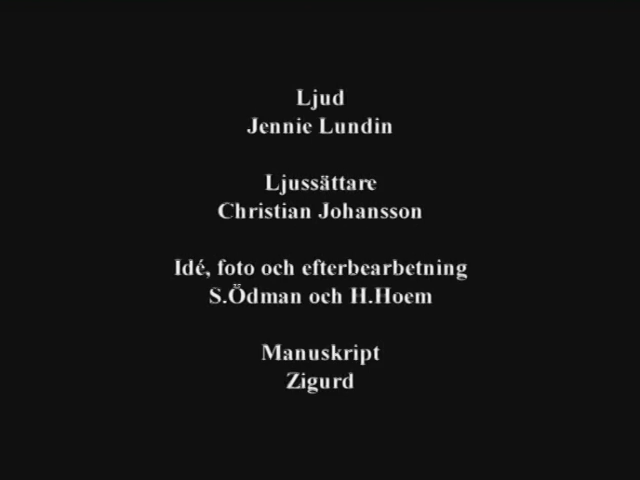 Ljud
Jennie Lundin
Ljussättare
Christian Johansson
Idé, foto och efterbearbetning
S.Ödman och H.Hoem
Manuskript
Zigurd